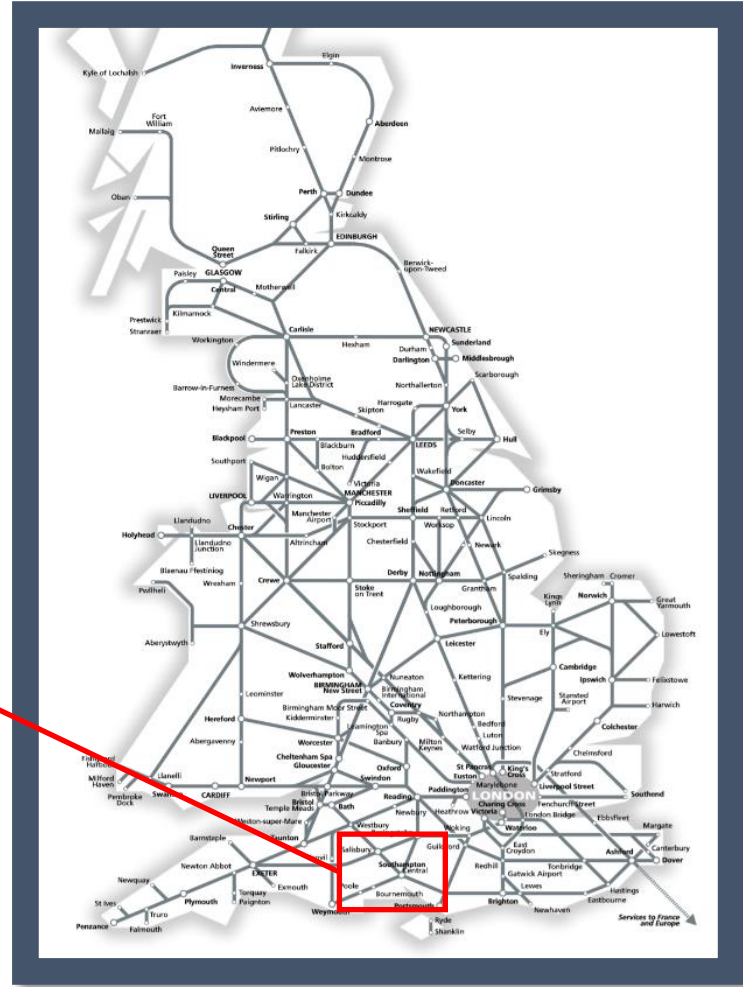 Elgin
Inverness
Kyle of Lochalsh
Aviemore
Fort
William
Aberdeen
Mallaig
Pitlochry
Montrose
Perth
Dundee
Oban
Stirling
Kirkcaldy
EDINBURGH
Queen
Street
Falkirk
Berwick-
upon-Tweed
Paisley
GLASGOW
Central
Motherwell
Kilmarnock
Prestwick
Stranraer
Carlisle
NEWCASTLE
Sunderland
Workington
Hexham
Durham
Darlington
Middlesbrough
Windermere
Scarborough
Oxenholme
Lake District
Barrow-In-Furness
Northallerton
Morecambe
Harrogate
Heysham Port
Lancaster
Skipton
York
Blackpool
Preston
Bradford
Selby
Blackburn
LEEDS
Hull
Huddersfield
Southport
Bolton
Wakefield
Wigan
Victoria
Doncaster
MANCHESTER
Grimsby
LIVERPOOL
Warrington
Piccadilly
Sheffield
Retford
Manchester
Airport
Lincoln
Llandudno
Stockport
Worksop
Chester
Holyhead
Llandudno
Junction
Altrincham
Chesterfield
Newark
Skegness
Blaenau Ffestiniog
Derby
Nottingham
Spalding
Sheringham
Cromer
Wrexham
Crewe
Stoke
on Trent
Grantham
Pwllheli
Kings
Lynn
Norwich
Great
Yarmouth
Loughborough
Peterborough
Shrewsbury
Ely
Lowestoft
Aberystwyth
Stafford
Leicester
Cambridge
Wolverhampton
Nuneaton
Kettering
BIRMINGHAM
New Street
Birmingham
International
Ipswich
Felixstowe
Leominster
Stevenage
Stansted
Airport
Birmingham Moor Street
Coventry
Northampton
Harwich
Kidderminster
Rugby
Hereford
Leamington
Spa
Bedford
Colchester
Worcester
Banbury
Milton
Keynes
Luton
Abergavenny
Watford Junction
Chelmsford
Cheltenham Spa
Gloucester
Oxford
St Pancras
King's
Cross
Fishguard
Harbour
Llanelli
Newport
Swindon
Euston
Stratford
Milford
Haven
Marylebone
Liverpool Street
Pembroke
Dock
Swansea
CARDIFF
Bristol Parkway
Reading
Paddington
LONDON
Southend
Bristol
Temple Meads
Bath
Charing Cross
Fenchurch Street
Newbury
Heathrow
Victoria
London Bridge
Ebbsfleet
Weston-super-Mare
Westbury
Waterloo
Margate
Barnstaple
Taunton
Woking
Canterbury
Salisbury
Guildford
East
Croydon
Ashford
Newton Abbot
Southampton
Central
Redhill
Tonbridge
Dover
EXETER
Gatwick Airport
Newquay
Poole
Lewes
Hastings
Torquay
Exmouth
Bournemouth
Eastbourne
St Ives
Plymouth
Paignton
Weymouth
Portsmouth
Brighton
Newhaven
Truro
Ryde
Services to France
and Europe
Penzance
Falmouth
Shanklin